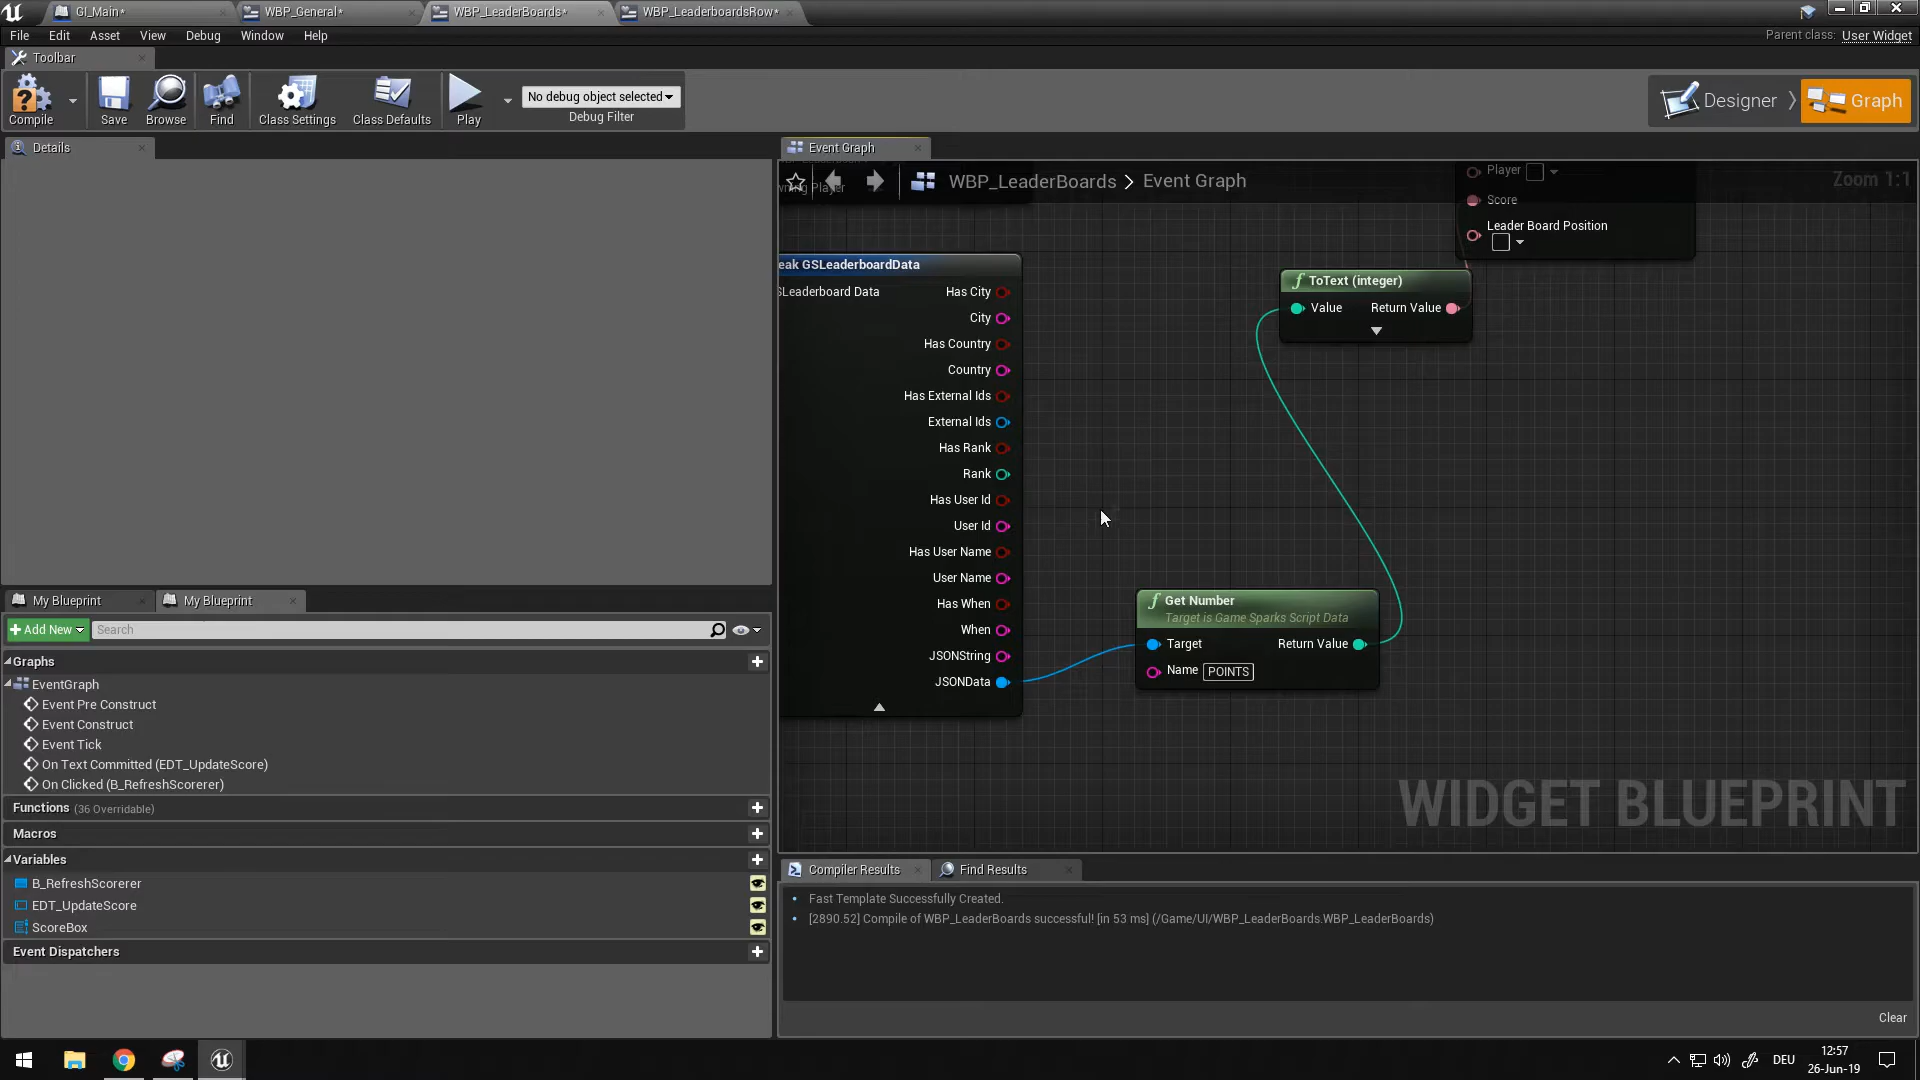 GI_Main*
WBP_General*
WBP_LeaderBoards*
WBP_LeaderboardsRow*
File
Edit
Asset
View
Debug
Window
Help
Parent class: User Widget
Toolbar
Compile
Save
Browse
Find
Class Settings
Class Defaults
Play
No debug object selected
Debug Filter
Designer
Graph
Details
Event Graph
WBP_LeaderBoards > Event Graph
Zoom 1:1
Player
Score
Leader Board Position
eak GSLeaderboardData
SLeaderboard Data
Has City
City
Has Country
Country
Has External Ids
External Ids
Has Rank
Rank
Has User Id
User Id
Has User Name
User Name
Has When
When
JSONString
JSONData
ToText (integer)
Value
Return Value
Get Number
Target is Game Sparks Script Data
Target
Return Value
Name POINTS
WIDGET BLUEPRINT
My Blueprint
My Blueprint
Add New
Search
Graphs
EventGraph
Event Pre Construct
Event Construct
Event Tick
On Text Committed (EDT_UpdateScore)
On Clicked (B_RefreshScorerer)
Functions (36 Overridable)
Macros
Variables
B_RefreshScorerer
EDT_UpdateScore
ScoreBox
Event Dispatchers
Compiler Results
Find Results
Fast Template Successfully Created.
[2890.52] Compile of WBP_LeaderBoards successful! [in 53 ms] (/Game/UI/WBP_LeaderBoards.WBP_LeaderBoards)
Clear
DEU
12:57
26-Jun-19